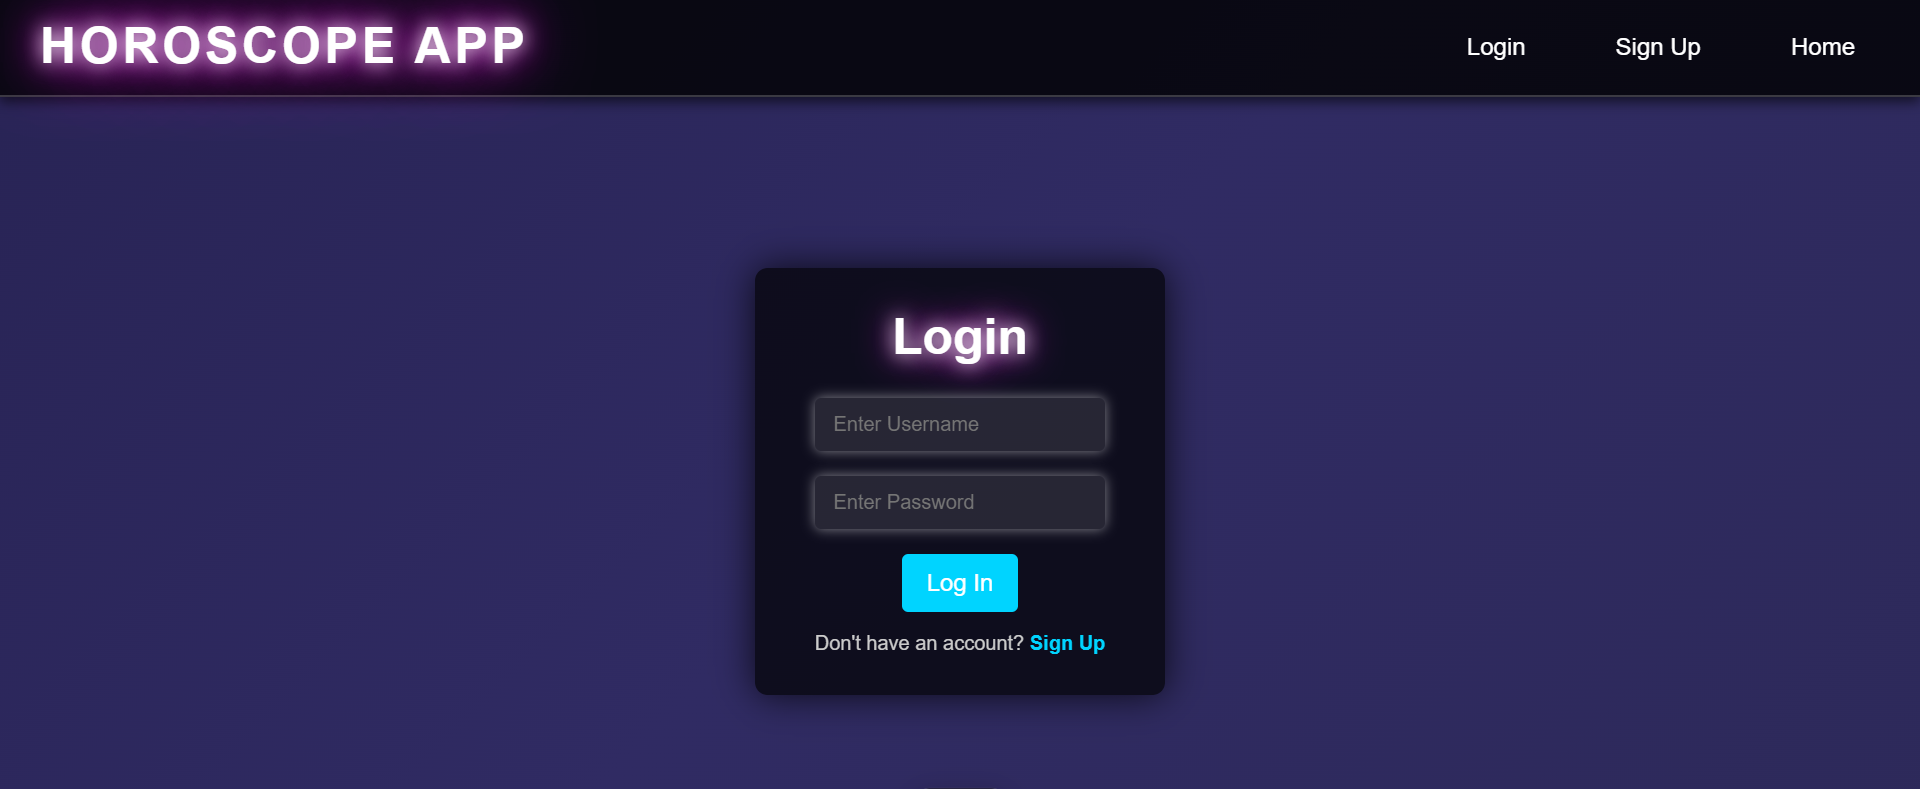 HOROSCOPE APP
Login
Sign Up
Home
Login
Enter Username
Enter Password
Log In
Don't have an account? Sign Up